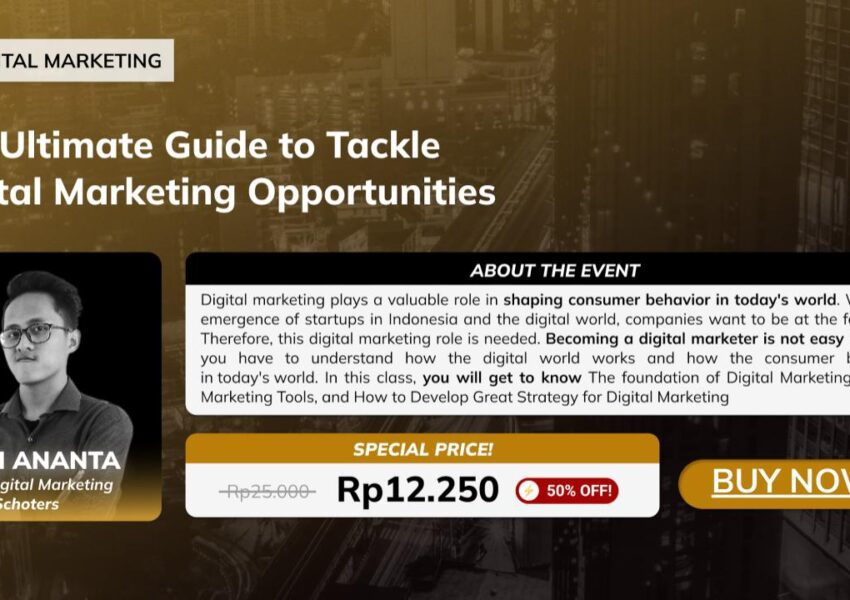 ITAL MARKETING
Ultimate Guide to Tackle
tal Marketing Opportunities
ABOUT THE EVENT
Digital marketing plays a valuable role in shaping consumer behavior in today's world.
emergence of startups in Indonesia and the digital world, companies want to be at the
Therefore, this digital marketing role is needed. Becoming a digital marketer is not easy
you have to understand how the digital world works and how the consumer
in today's world. In this class, you will get to know The foundation of Digital Marketing
Marketing Tools, and How to Develop Great Strategy for Digital Marketing
ANANTA
gital Marketing
Schoters
SPECIAL PRICE!
Rp25.000 Rp12.250 50% OFF!
BUY NOW